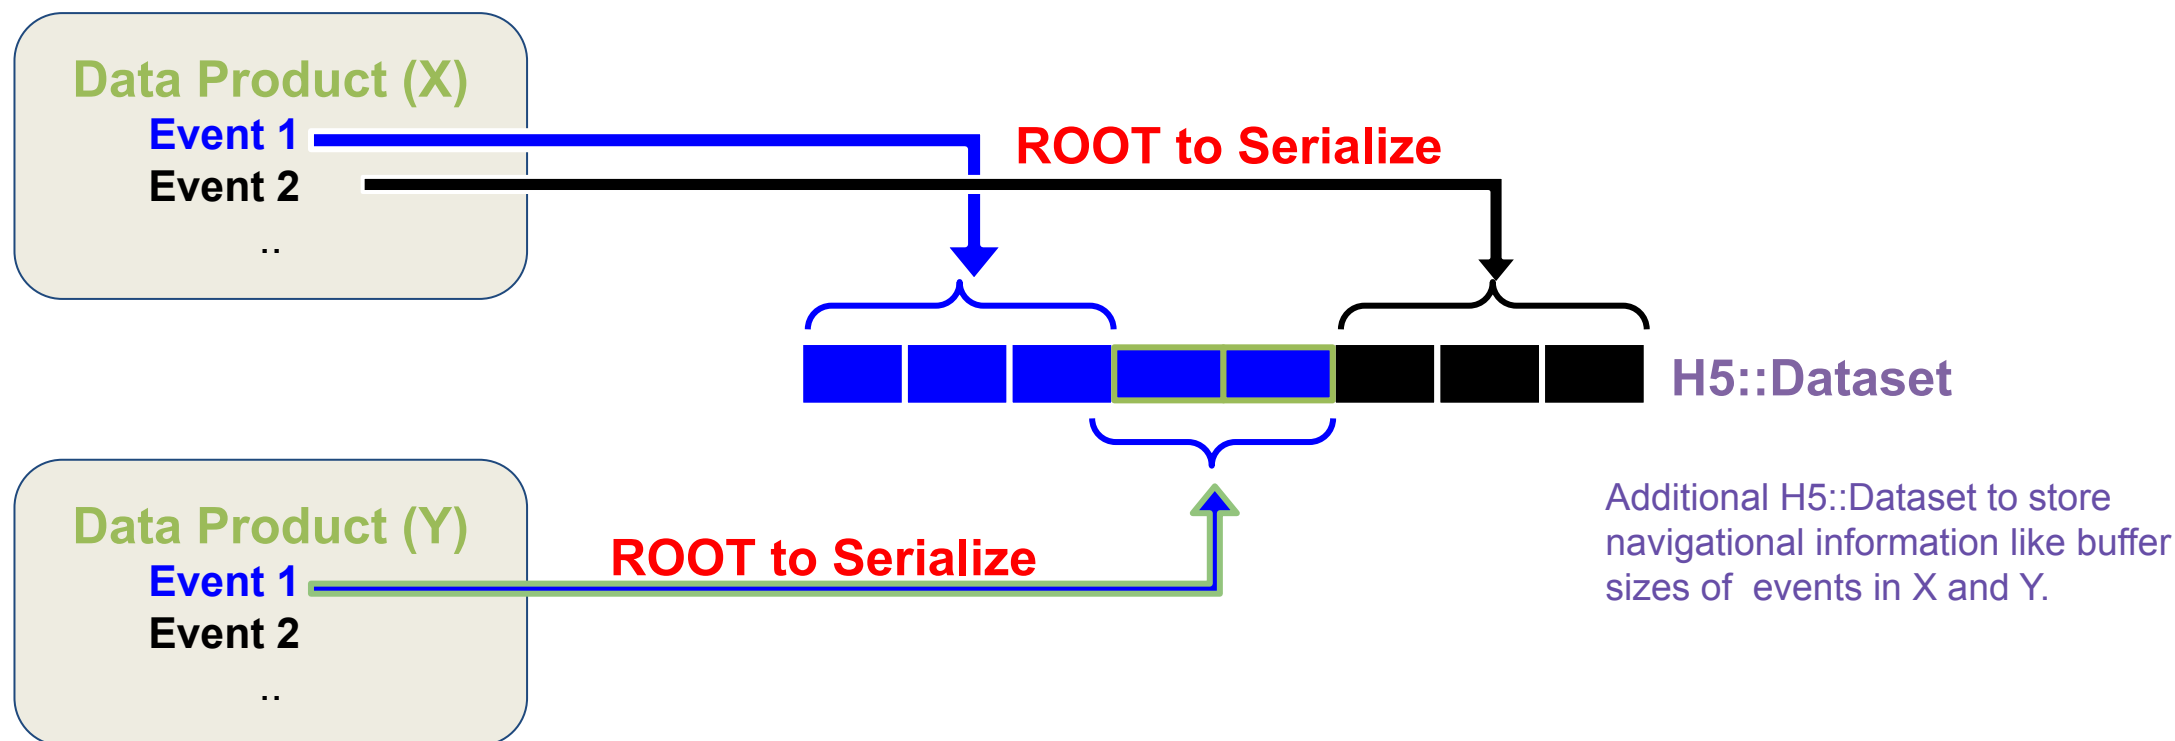 Data Product (X)
Event 1
Event 2
..
ROOT to Serialize
H5::Dataset
Data Product (Y)
Event 1
Event 2
..
ROOT to Serialize
Additional H5::Dataset to store
navigational information like buffer
sizes of  events in X and Y.